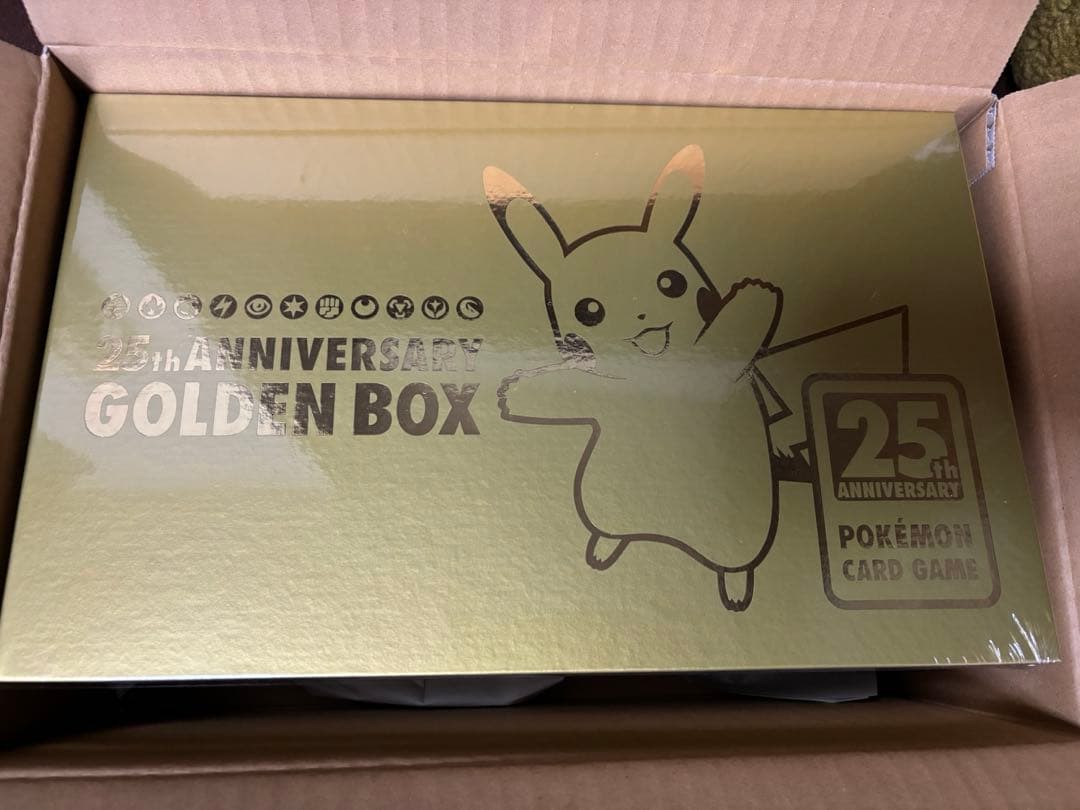 25th ANNIVERSARY
GOLDEN BOX
25th
ANNIVERSARY
POKÉMON
CARD GAME